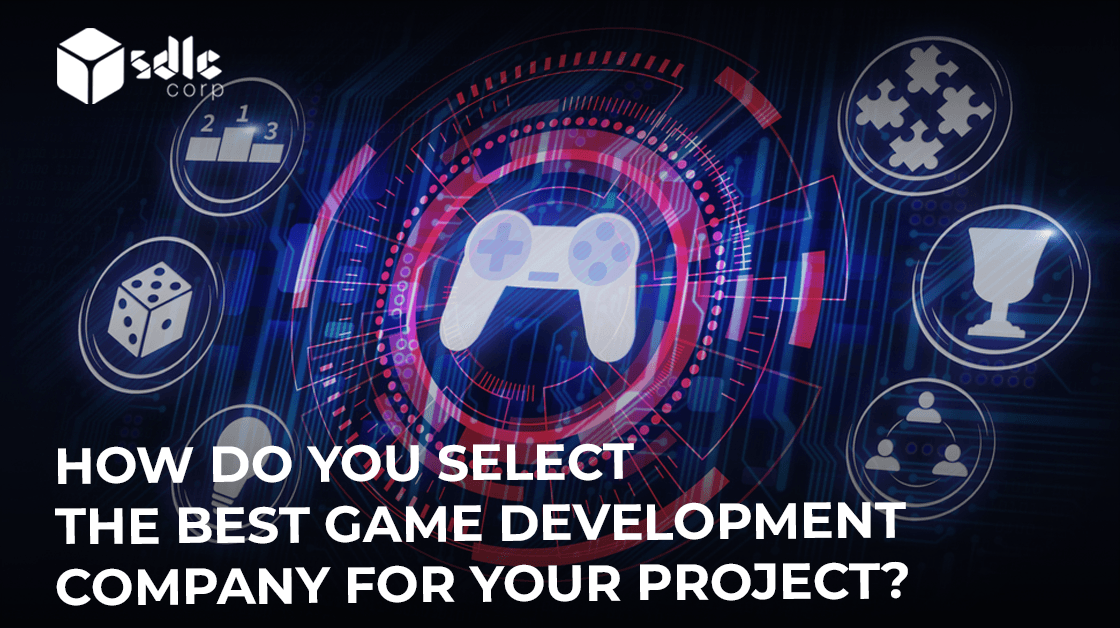 sdlc
corp
2 1 3
HOW DO YOU SELECT
THE BEST GAME DEVELOPMENT
COMPANY FOR YOUR PROJECT?